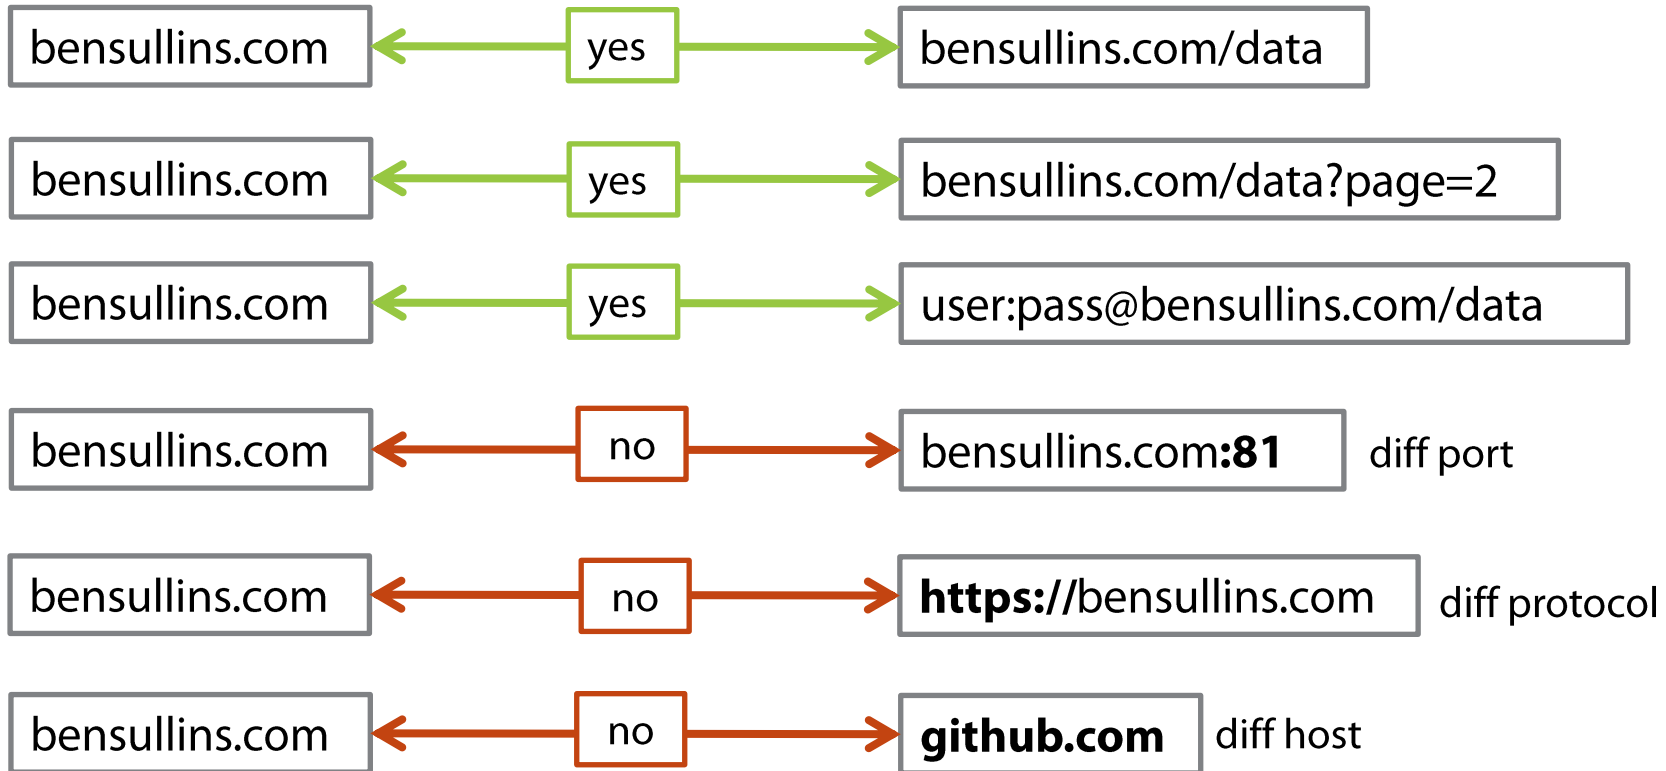 bensullins.com yes bensullins.com/data
bensullins.com yes bensullins.com/data?page=2
bensullins.com yes user:pass@bensullins.com/data
bensullins.com no bensullins.com:81 diff port
bensullins.com no https://bensullins.com diff protocol
bensullins.com no github.com diff host